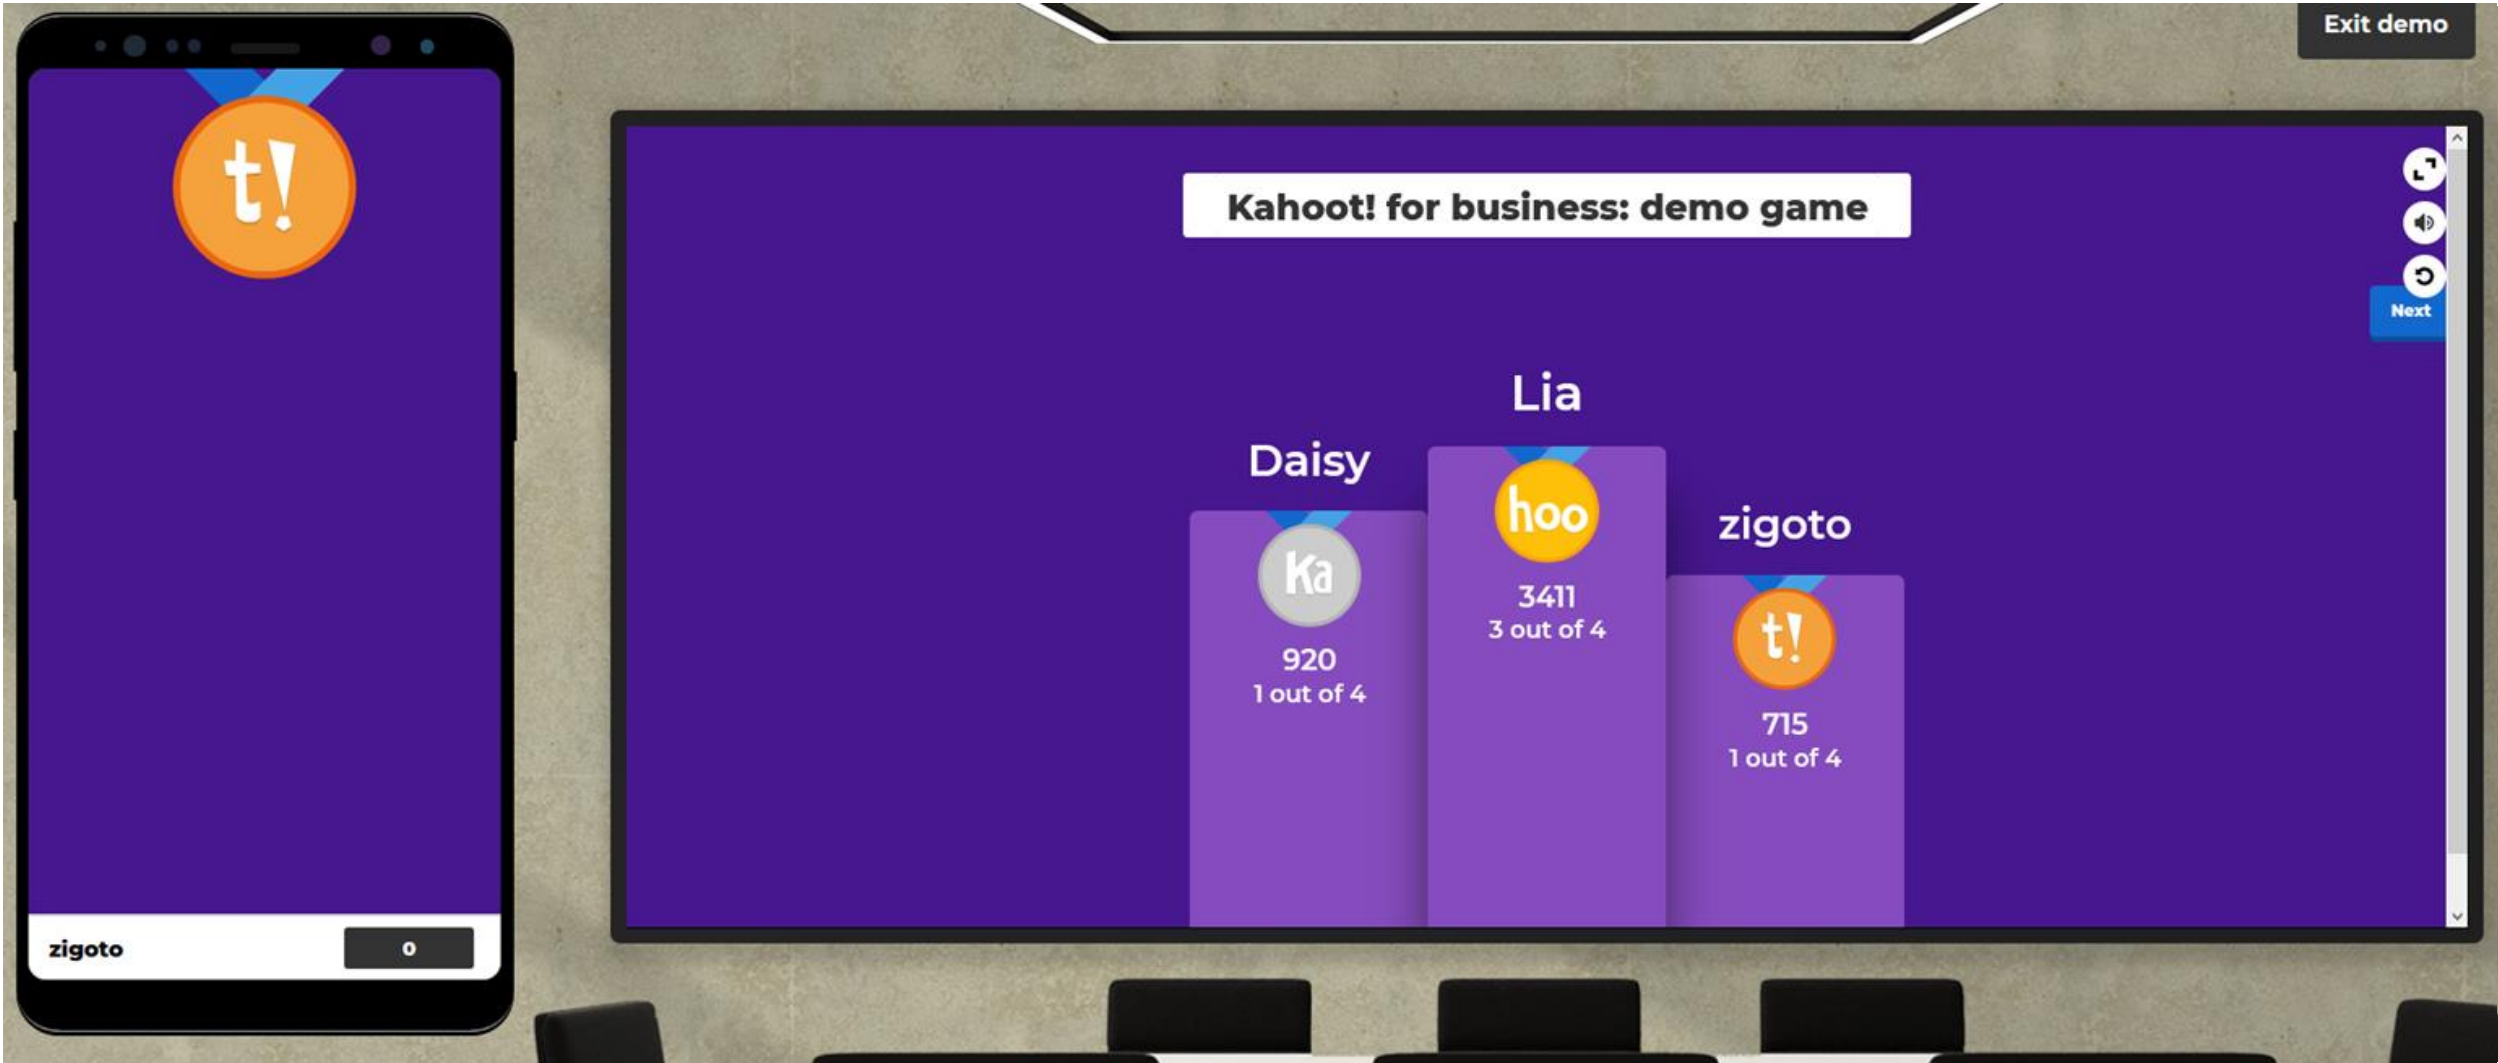 t!
zigoto
0
Exit demo
Kahoot! for business: demo game
Next
Lia
hoo
3411
3 out of 4
Daisy
Ka
920
1 out of 4
zigoto
t!
715
1 out of 4